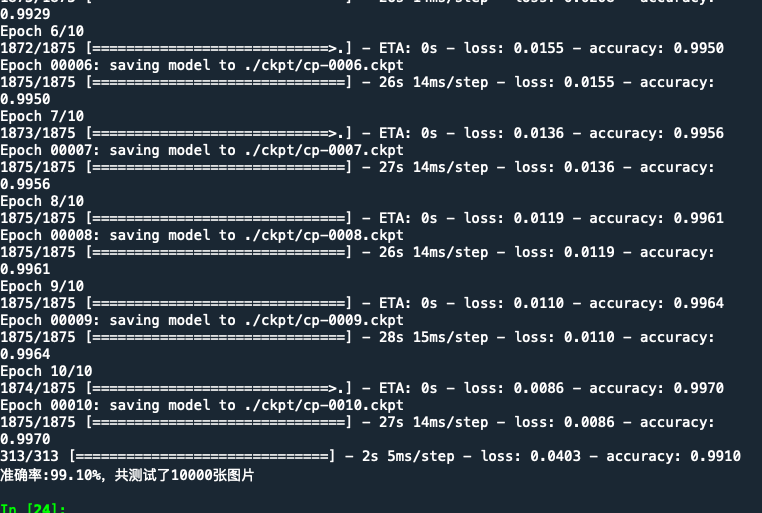 0.9929
Epoch 6/10
1872/1875 [============================>.] - ETA: 0s - loss: 0.0155 - accuracy: 0.9950
Epoch 00006: saving model to ./ckpt/cp-0006.ckpt
1875/1875 [==============================] - 26s 14ms/step - loss: 0.0155 - accuracy:
0.9950
Epoch 7/10
1873/1875 [============================>.] - ETA: 0s - loss: 0.0136 - accuracy: 0.9956
Epoch 00007: saving model to ./ckpt/cp-0007.ckpt
1875/1875 [==============================] - 27s 14ms/step - loss: 0.0136 - accuracy:
0.9956
Epoch 8/10
1875/1875 [==============================] - ETA: 0s - loss: 0.0119 - accuracy: 0.9961
Epoch 00008: saving model to ./ckpt/cp-0008.ckpt
1875/1875 [==============================] - 26s 14ms/step - loss: 0.0119 - accuracy:
0.9961
Epoch 9/10
1875/1875 [==============================] - ETA: 0s - loss: 0.0110 - accuracy: 0.9964
Epoch 00009: saving model to ./ckpt/cp-0009.ckpt
1875/1875 [==============================] - 28s 15ms/step - loss: 0.0110 - accuracy:
0.9964
Epoch 10/10
1874/1875 [============================>.] - ETA: 0s - loss: 0.0086 - accuracy: 0.9970
Epoch 00010: saving model to ./ckpt/cp-0010.ckpt
1875/1875 [==============================] - 27s 14ms/step - loss: 0.0086 - accuracy:
0.9970
313/313 [==============================] - 2s 5ms/step - loss: 0.0403 - accuracy: 0.9910
准确率:99.10%，共测试了10000张图片
In [24]: